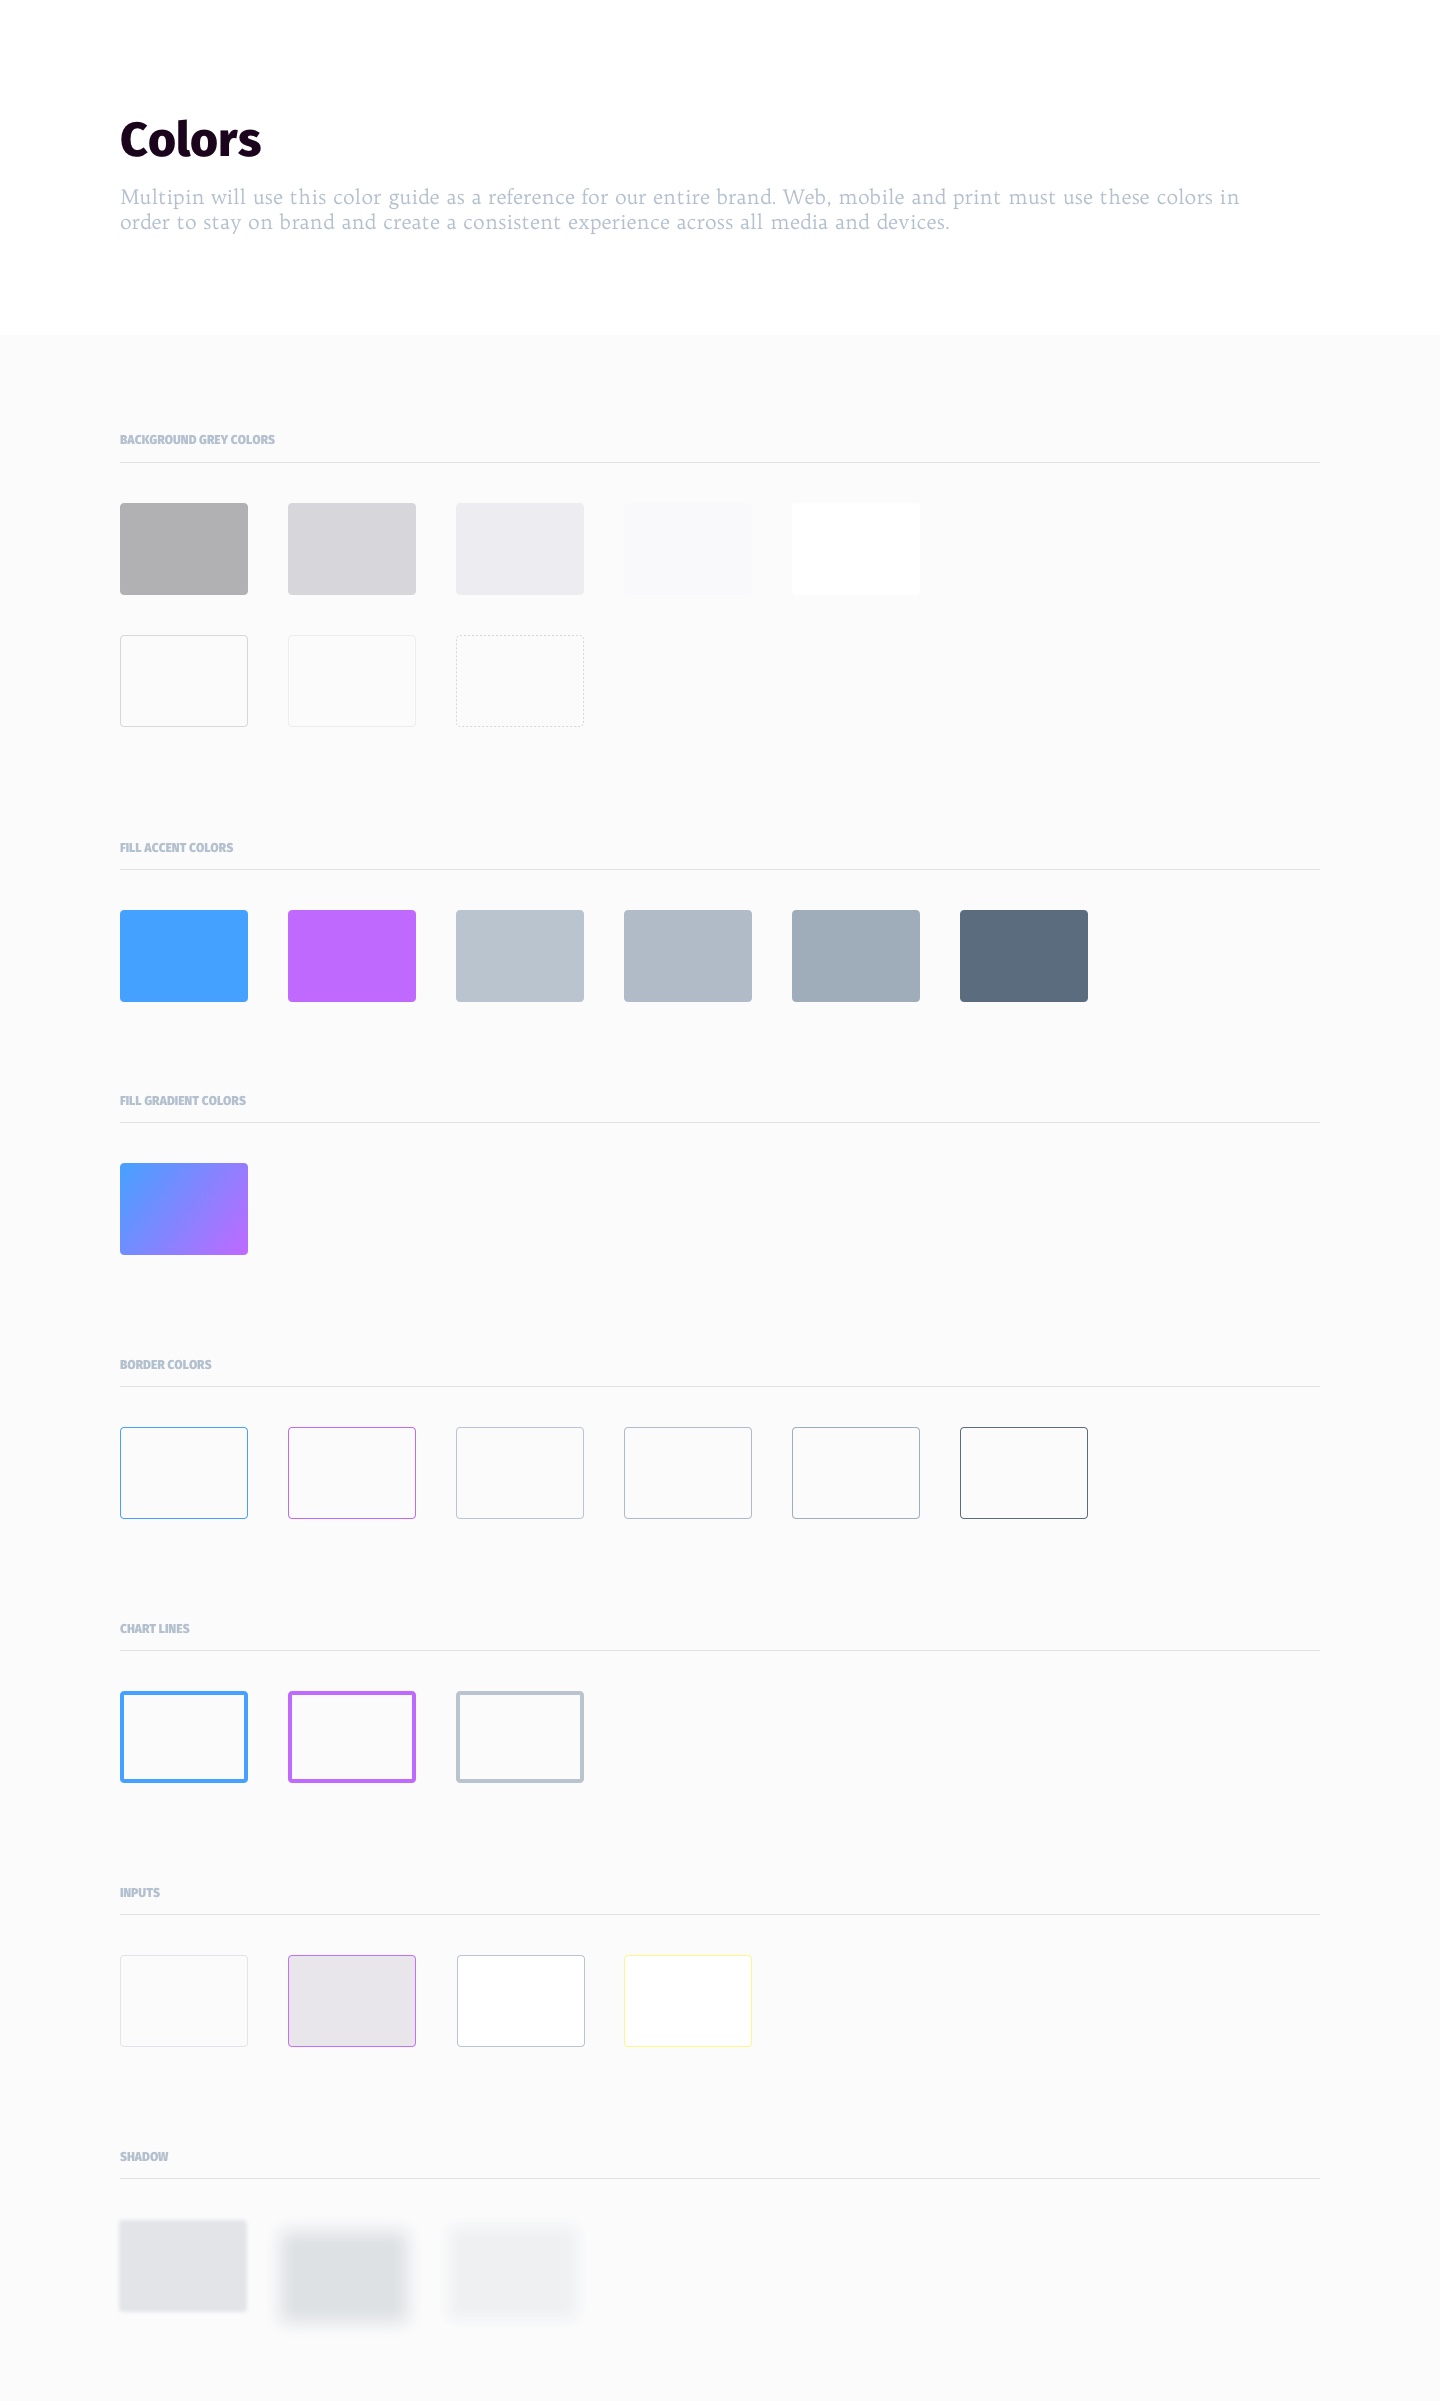 Colors
Multipin will use this color guide as a reference for our entire brand. Web, mobile and print must use these colors in
order to stay on brand and create a consistent experience across all media and devices.
BACKGROUND GREY COLORS
FILL ACCENT COLORS
FILL GRADIENT COLORS
BORDER COLORS
CHART LINES
INPUTS
SHADOW